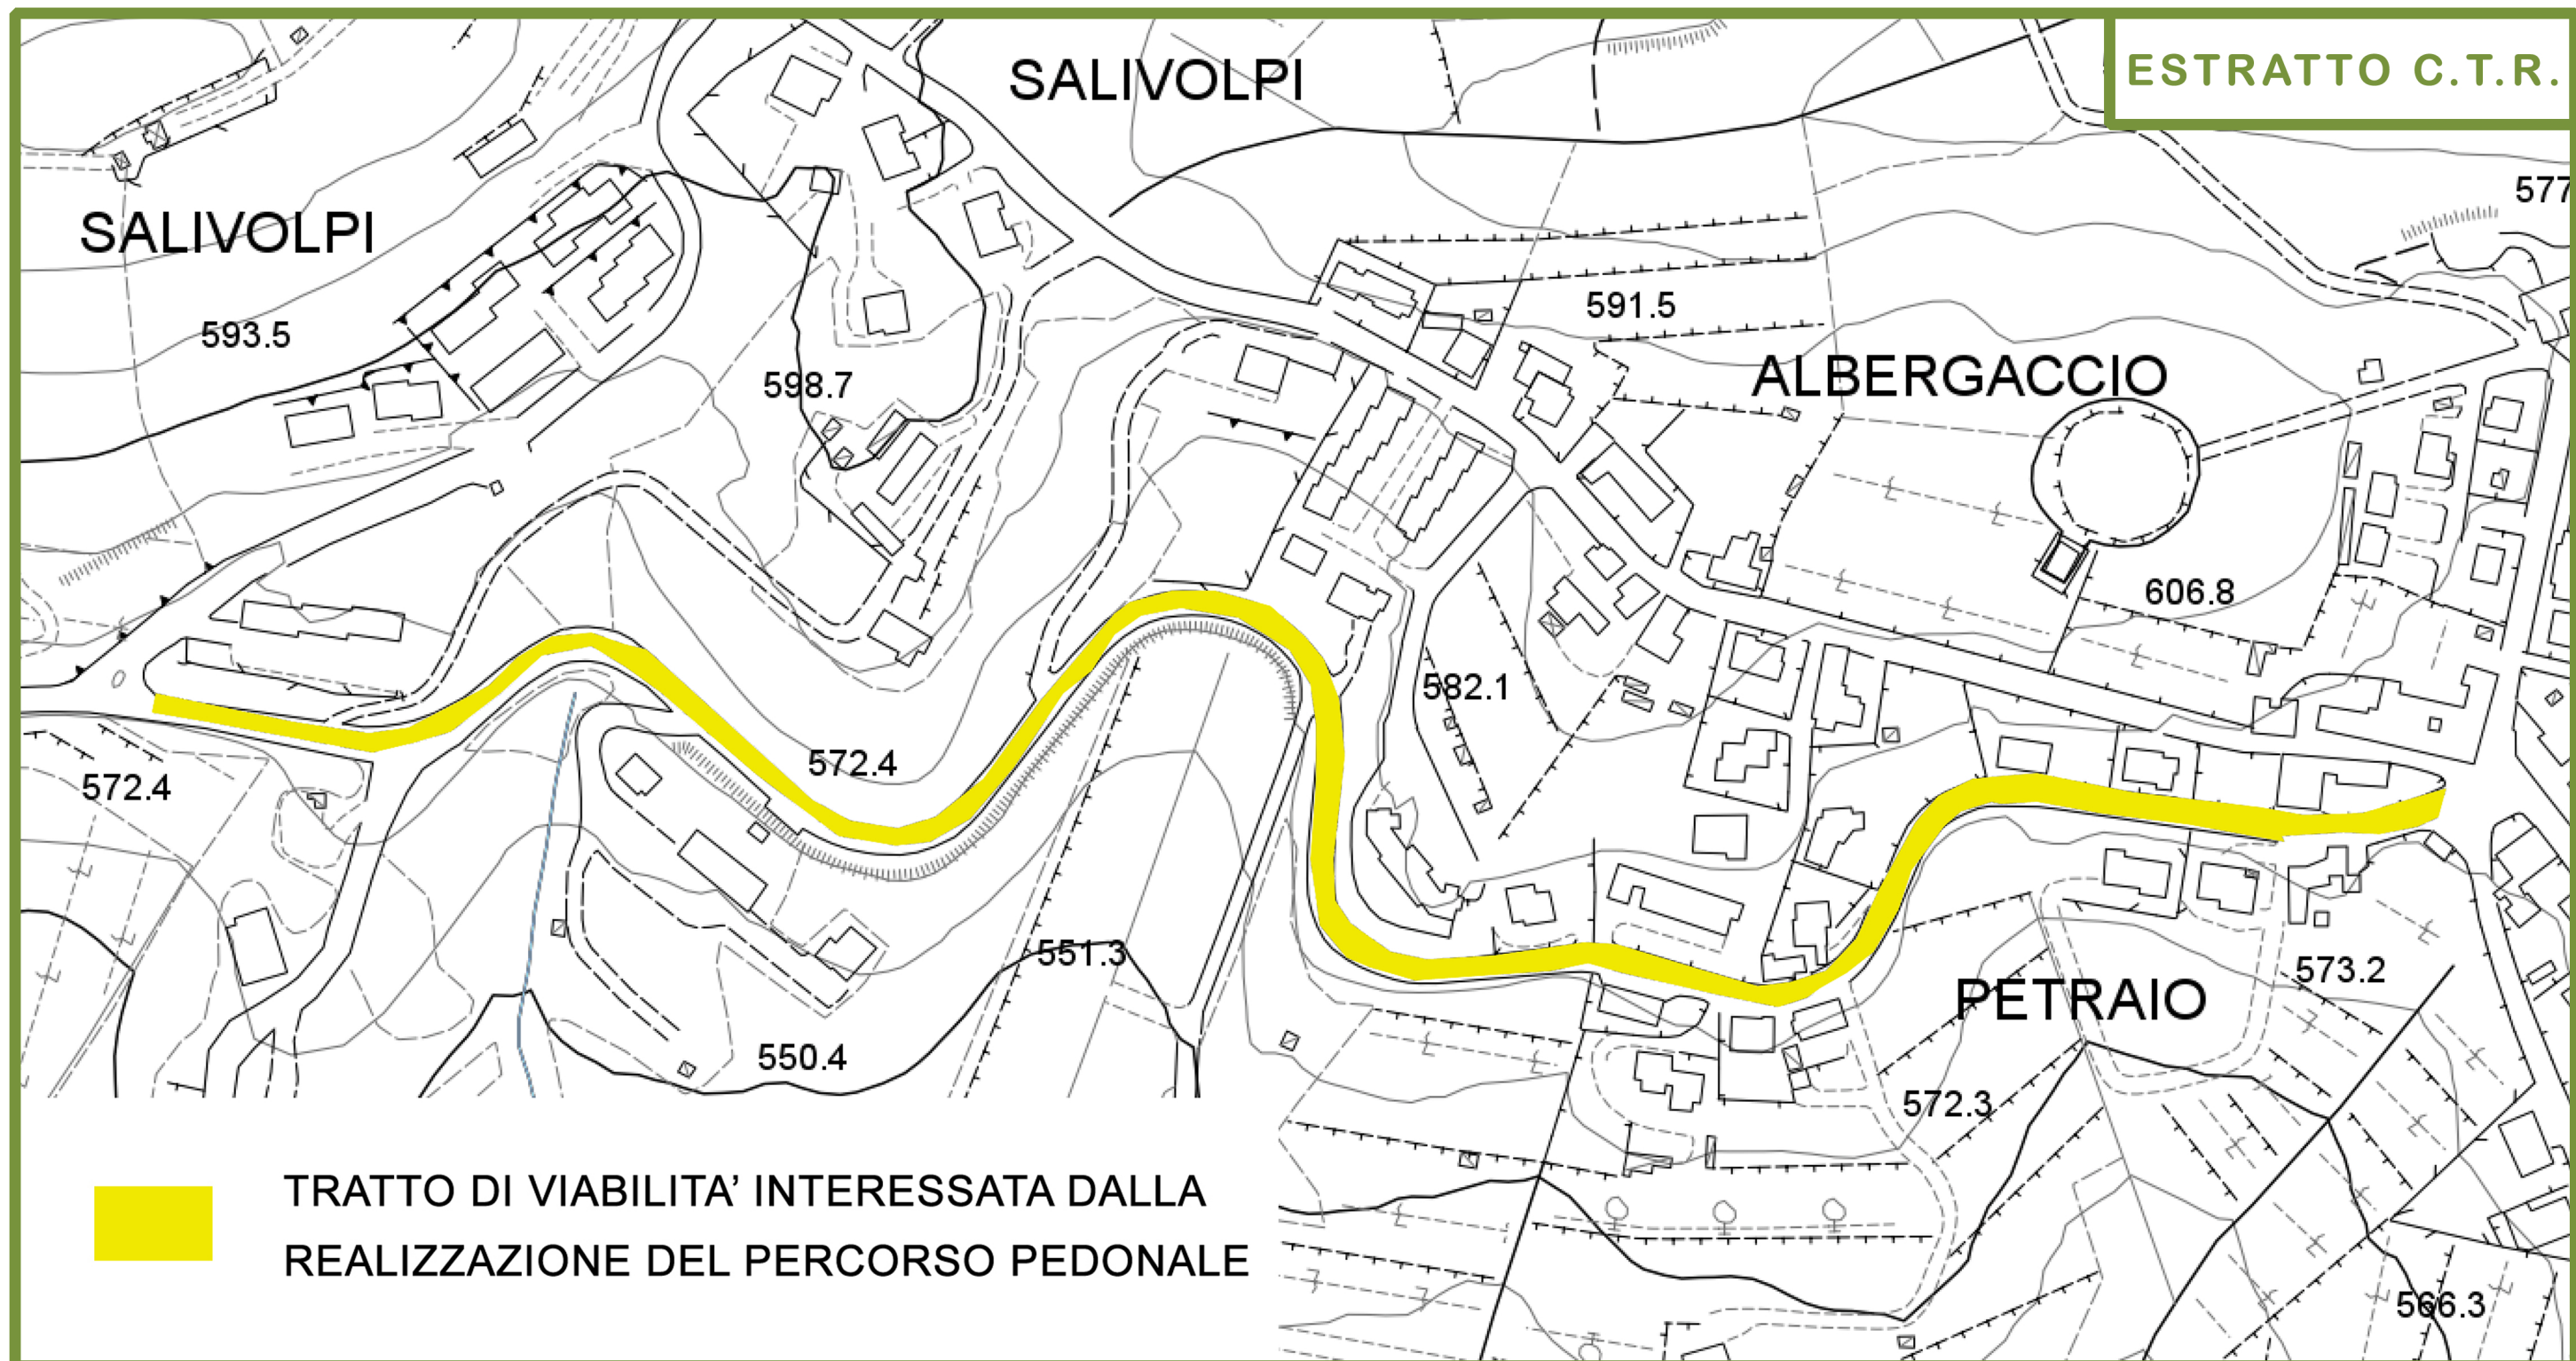 ESTRATTO C.T.R.
SALIVOLPI
577
SALIVOLPI
591.5
593.5
ALBERGACCIO
598.7
606.8
582.1
572.4
572.4
551.3
573.2
PETRAIO
550.4
572.3
TRATTO DI VIABILITA’ INTERESSATA DALLA
REALIZZAZIONE DEL PERCORSO PEDONALE
566.3